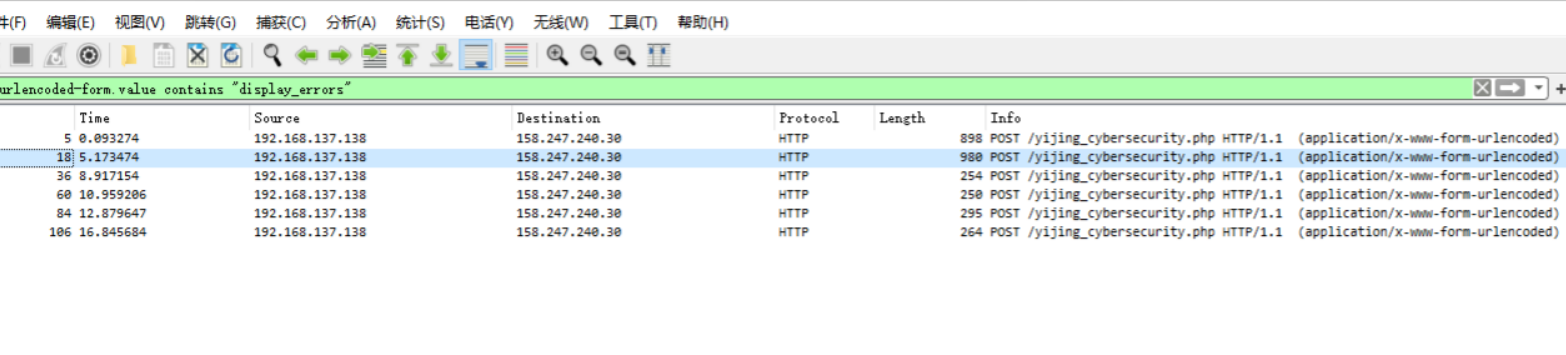 件(F) 编辑(E) 视图(V) 跳转(G) 捕获(C) 分析(A) 统计(S) 电话(Y) 无线(W) 工具(T) 帮助(H)
urlencoded-form.value contains "display_errors"
Time Source Destination Protocol Length Info
5 0.093274 192.168.137.138 158.247.240.30 HTTP 898 POST /yijing_cybersecurity.php HTTP/1.1 (application/x-www-form-urlencoded)
18 5.173474 192.168.137.138 158.247.240.30 HTTP 980 POST /yijing_cybersecurity.php HTTP/1.1 (application/x-www-form-urlencoded)
36 8.917154 192.168.137.138 158.247.240.30 HTTP 254 POST /yijing_cybersecurity.php HTTP/1.1 (application/x-www-form-urlencoded)
60 10.959206 192.168.137.138 158.247.240.30 HTTP 250 POST /yijing_cybersecurity.php HTTP/1.1 (application/x-www-form-urlencoded)
84 12.879647 192.168.137.138 158.247.240.30 HTTP 295 POST /yijing_cybersecurity.php HTTP/1.1 (application/x-www-form-urlencoded)
106 16.845684 192.168.137.138 158.247.240.30 HTTP 264 POST /yijing_cybersecurity.php HTTP/1.1 (application/x-www-form-urlencoded)